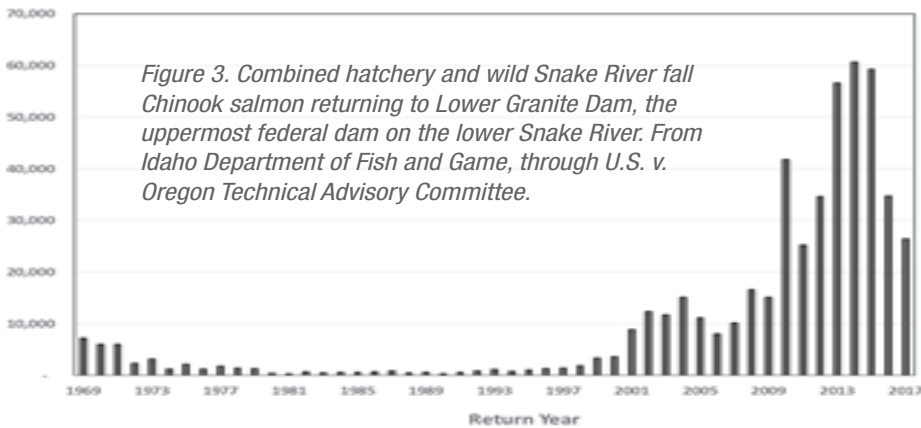 70,000
Figure 3. Combined hatchery and wild Snake River fall
60,000
Chinook salmon returning to Lower Granite Dam, the
50,000
uppermost federal dam on the lower Snake River. From
Idaho Department of Fish and Game, through U.S. v.
40,000
Oregon Technical Advisory Committee.
30,000
20,000
10,000
-
1969 1973 1977 1981 1985 1989 1993 1997 2001 2005 2009 2013 2017
Return Year